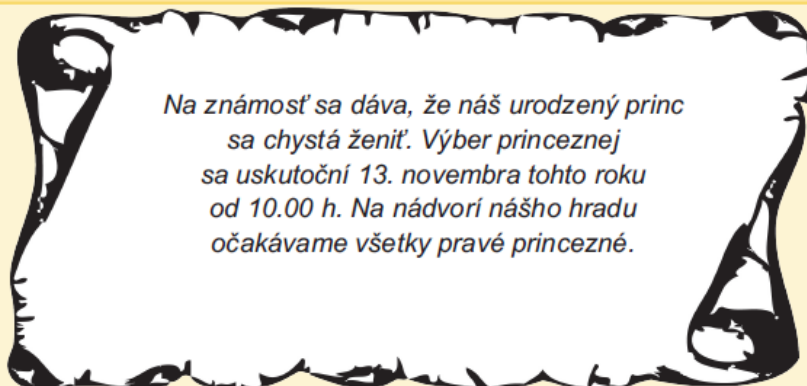 Na známosť sa dáva, že náš urodzený princ
sa chystá ženiť. Výber princeznej
sa uskutoční 13. novembra tohto roku
od 10.00 h. Na nádvorí nášho hradu
očakávame všetky pravé princezné.